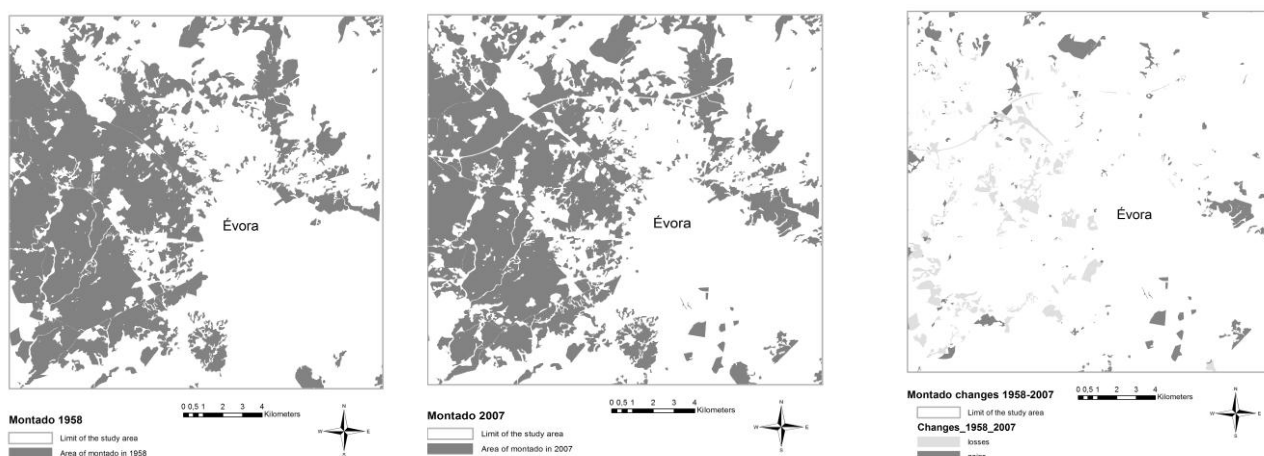 Évora
Montado 1958
Limit of the study area
Area of montado in 1958
0 0,5 1 2 3 4
Kilometers
N
W E
Évora
Montado 2007
Limit of the study area
Area of montado in 2007
0 0,5 1 2 3 4
Kilometers
N
W E
S
Évora
Montado changes 1958-2007
Limit of the study area
Changes_1958_2007
losses
0 0,5 1 2 3 4
Kilometers
N
W E
S